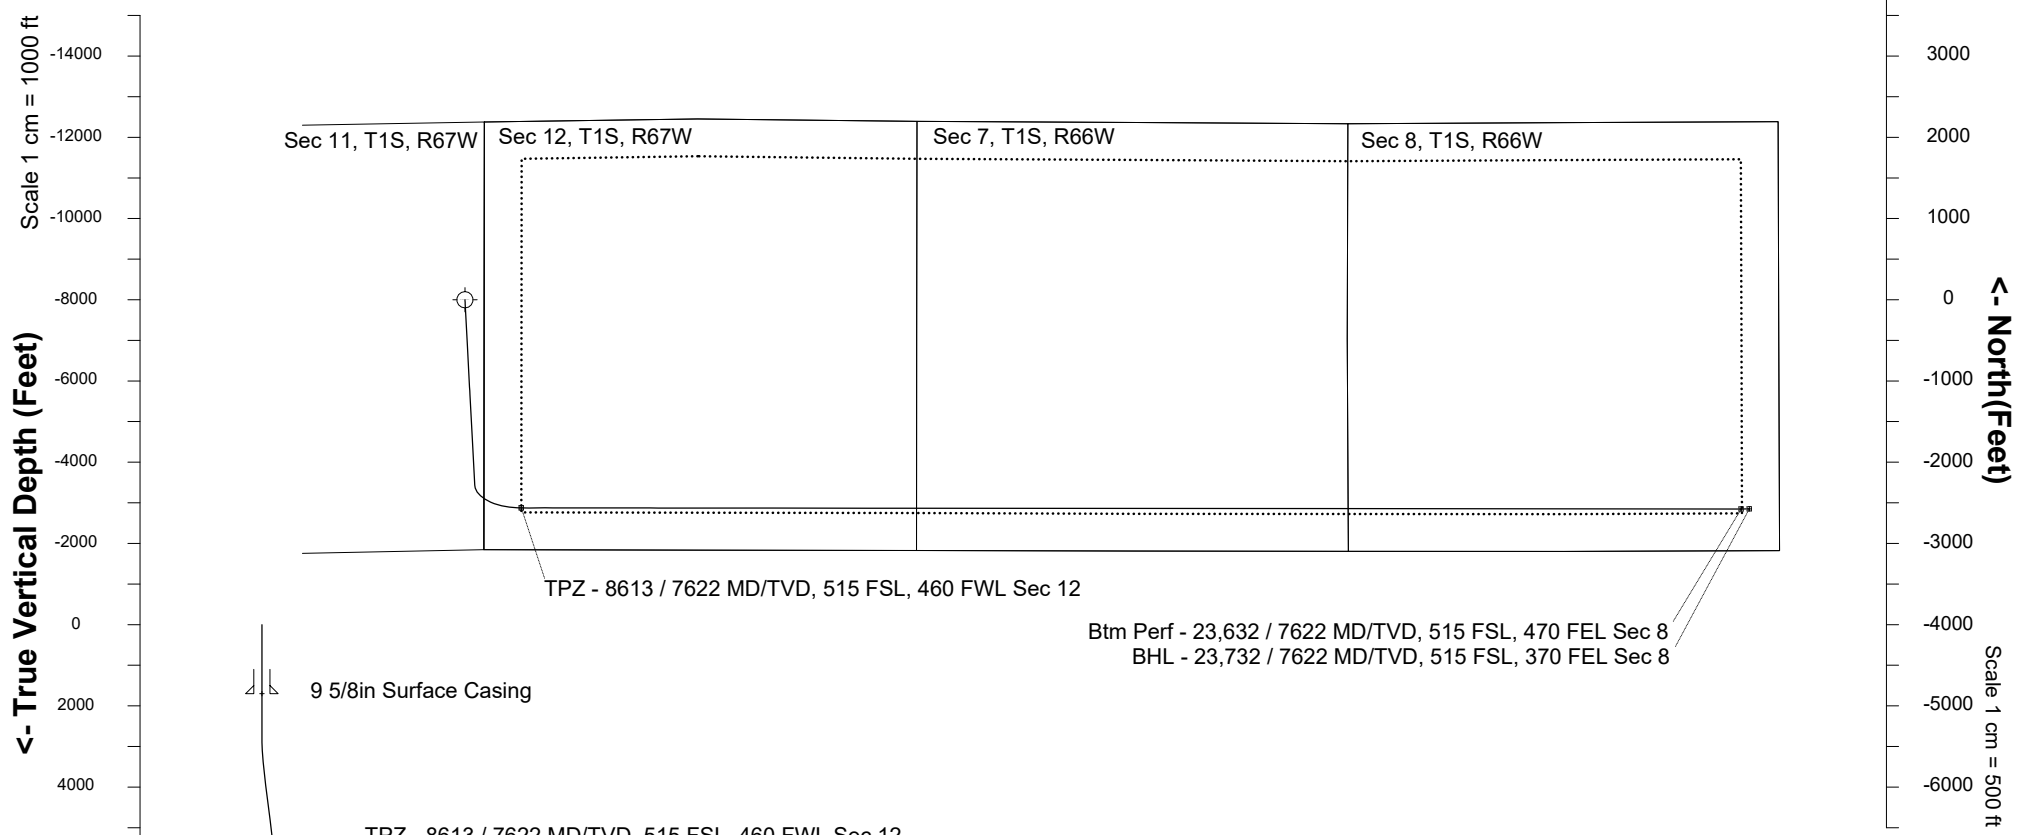 Scale 1 cm = 1000 ft
<- True Vertical Depth (Feet)
-14000
-12000
-10000
-8000
-6000
-4000
-2000
0
2000
4000
Sec 11, T1S, R67W
Sec 12, T1S, R67W
Sec 7, T1S, R66W
Sec 8, T1S, R66W
TPZ - 8613 / 7622 MD/TVD, 515 FSL, 460 FWL Sec 12
Btm Perf - 23,632 / 7622 MD/TVD, 515 FSL, 470 FEL Sec 8
BHL - 23,732 / 7622 MD/TVD, 515 FSL, 370 FEL Sec 8
9 5/8in Surface Casing
TPZ - 8613 / 7622 MD/TVD, 515 FSL, 460 FWL Sec 12
3000
2000
1000
0
-1000
-2000
-3000
-4000
-5000
-6000
<- North(Feet)
Scale 1 cm = 500 ft